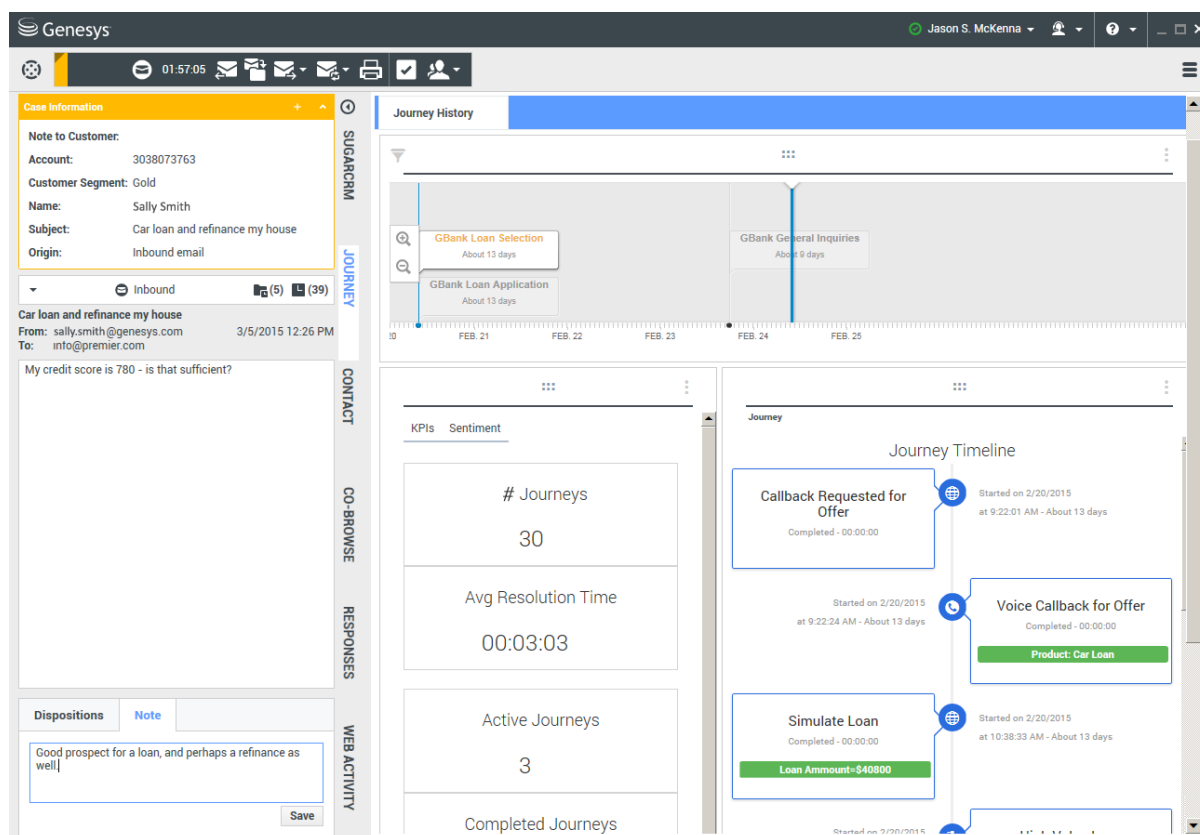 Genesys
Jason S. McKenna
01:57:05
Case Information
Note to Customer:
Account: 3038073763
Customer Segment: Gold
Name: Sally Smith
Subject: Car loan and refinance my house
Origin: Inbound email
Inbound (5) (39)
Car loan and refinance my house
From: sally.smith@genesys.com 3/5/2015 12:26 PM
To: info@premier.com
My credit score is 780 - is that sufficient?
Dispositions Note
Good prospect for a loan, and perhaps a refinance as
well.
Save
SUGARCRM
JOURNEY
CONTACT
CO-BROWSE
RESPONSES
WEB ACTIVITY
Journey History
GBank Loan Selection
About 13 days
GBank Loan Application
About 13 days
GBank General Inquiries
About 9 days
20 FEB. 21 FEB. 22 FEB. 23 FEB. 24 FEB. 25
KPIs Sentiment
# Journeys
30
Avg Resolution Time
00:03:03
Active Journeys
3
Completed Journeys
Journey
Journey Timeline
Callback Requested for
Offer
Completed - 00:00:00
Started on 2/20/2015
at 9:22:01 AM - About 13 days
Started on 2/20/2015
at 9:22:24 AM - About 13 days
Voice Callback for Offer
Completed - 00:00:00
Product: Car Loan
Simulate Loan
Completed - 00:00:00
Loan Ammount=$40800
Started on 2/20/2015
at 10:38:33 AM - About 13 days
Started on 2/20/2015